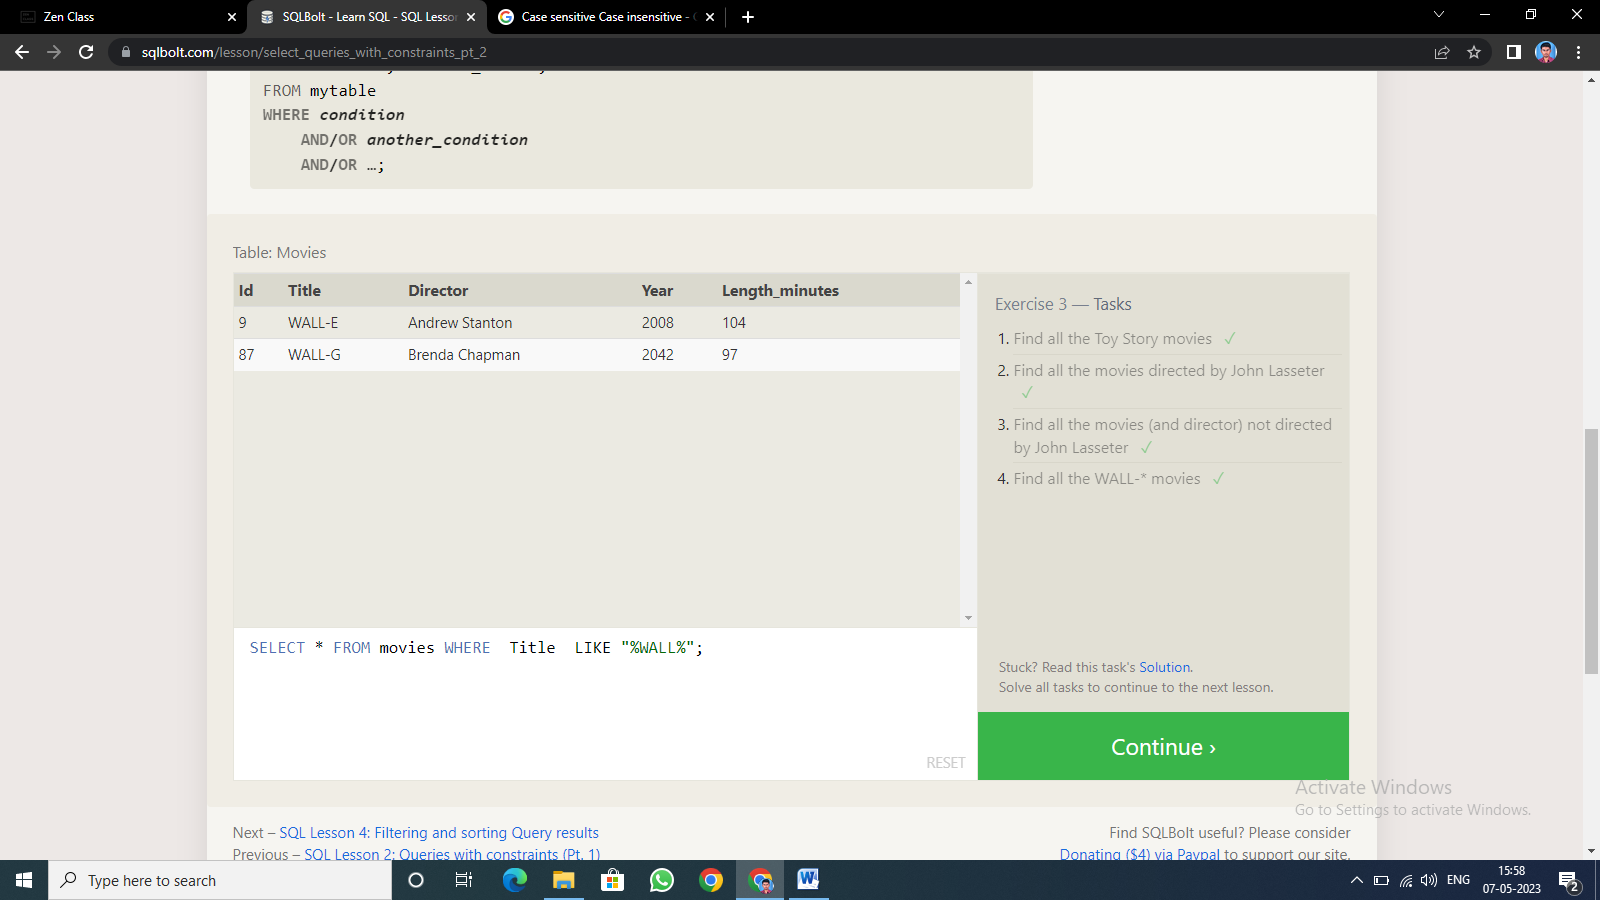 Zen Class
SQLBolt - Learn SQL - SQL Lesson
Case sensitive Case insensitive -
sqlbolt.com/lesson/select_queries_with_constraints_pt_2
FROM mytable
WHERE condition
AND/OR another_condition
AND/OR …;
Table: Movies
Id Title Director Year Length_minutes
9 WALL-E Andrew Stanton 2008 104
87 WALL-G Brenda Chapman 2042 97
Exercise 3 — Tasks
1. Find all the Toy Story movies ✓
2. Find all the movies directed by John Lasseter
✓
3. Find all the movies (and director) not directed
by John Lasseter ✓
4. Find all the WALL-* movies ✓
SELECT * FROM movies WHERE  Title  LIKE "%WALL%";
RESET
Stuck? Read this task's Solution.
Solve all tasks to continue to the next lesson.
Continue ›
Activate Windows
Go to Settings to activate Windows.
Next – SQL Lesson 4: Filtering and sorting Query results
Previous – SQL Lesson 2: Queries with constraints (Pt. 1)
Find SQLBolt useful? Please consider
Donating ($4) via Paypal to support our site.
Type here to search
ENG
15:58
07-05-2023
2